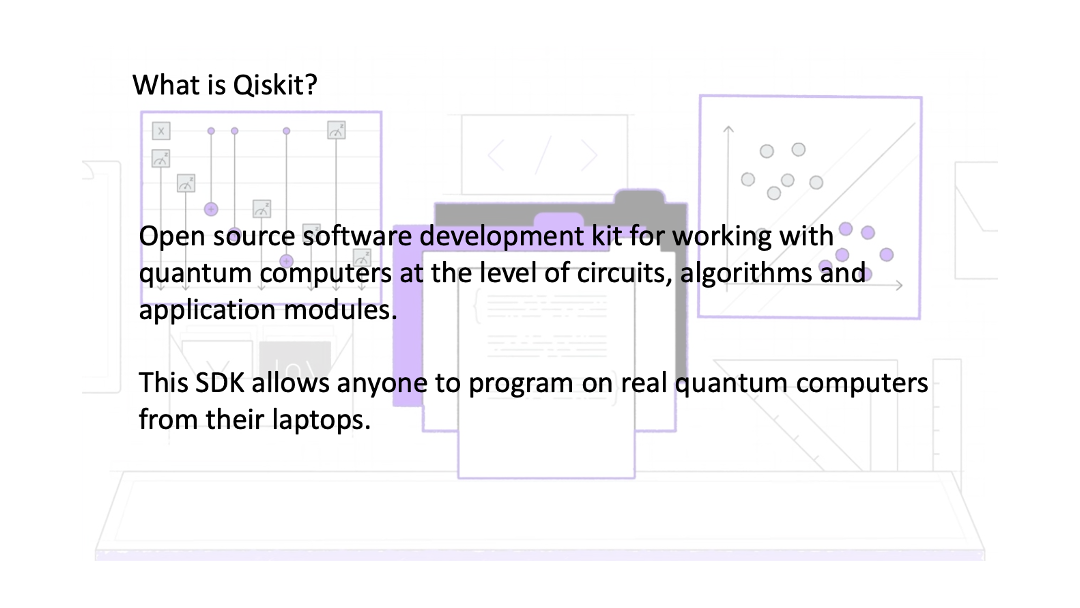 What is Qiskit?
X
Open source software development kit for working with
quantum computers at the level of circuits, algorithms and
application modules.
This SDK allows anyone to program on real quantum computers
from their laptops.